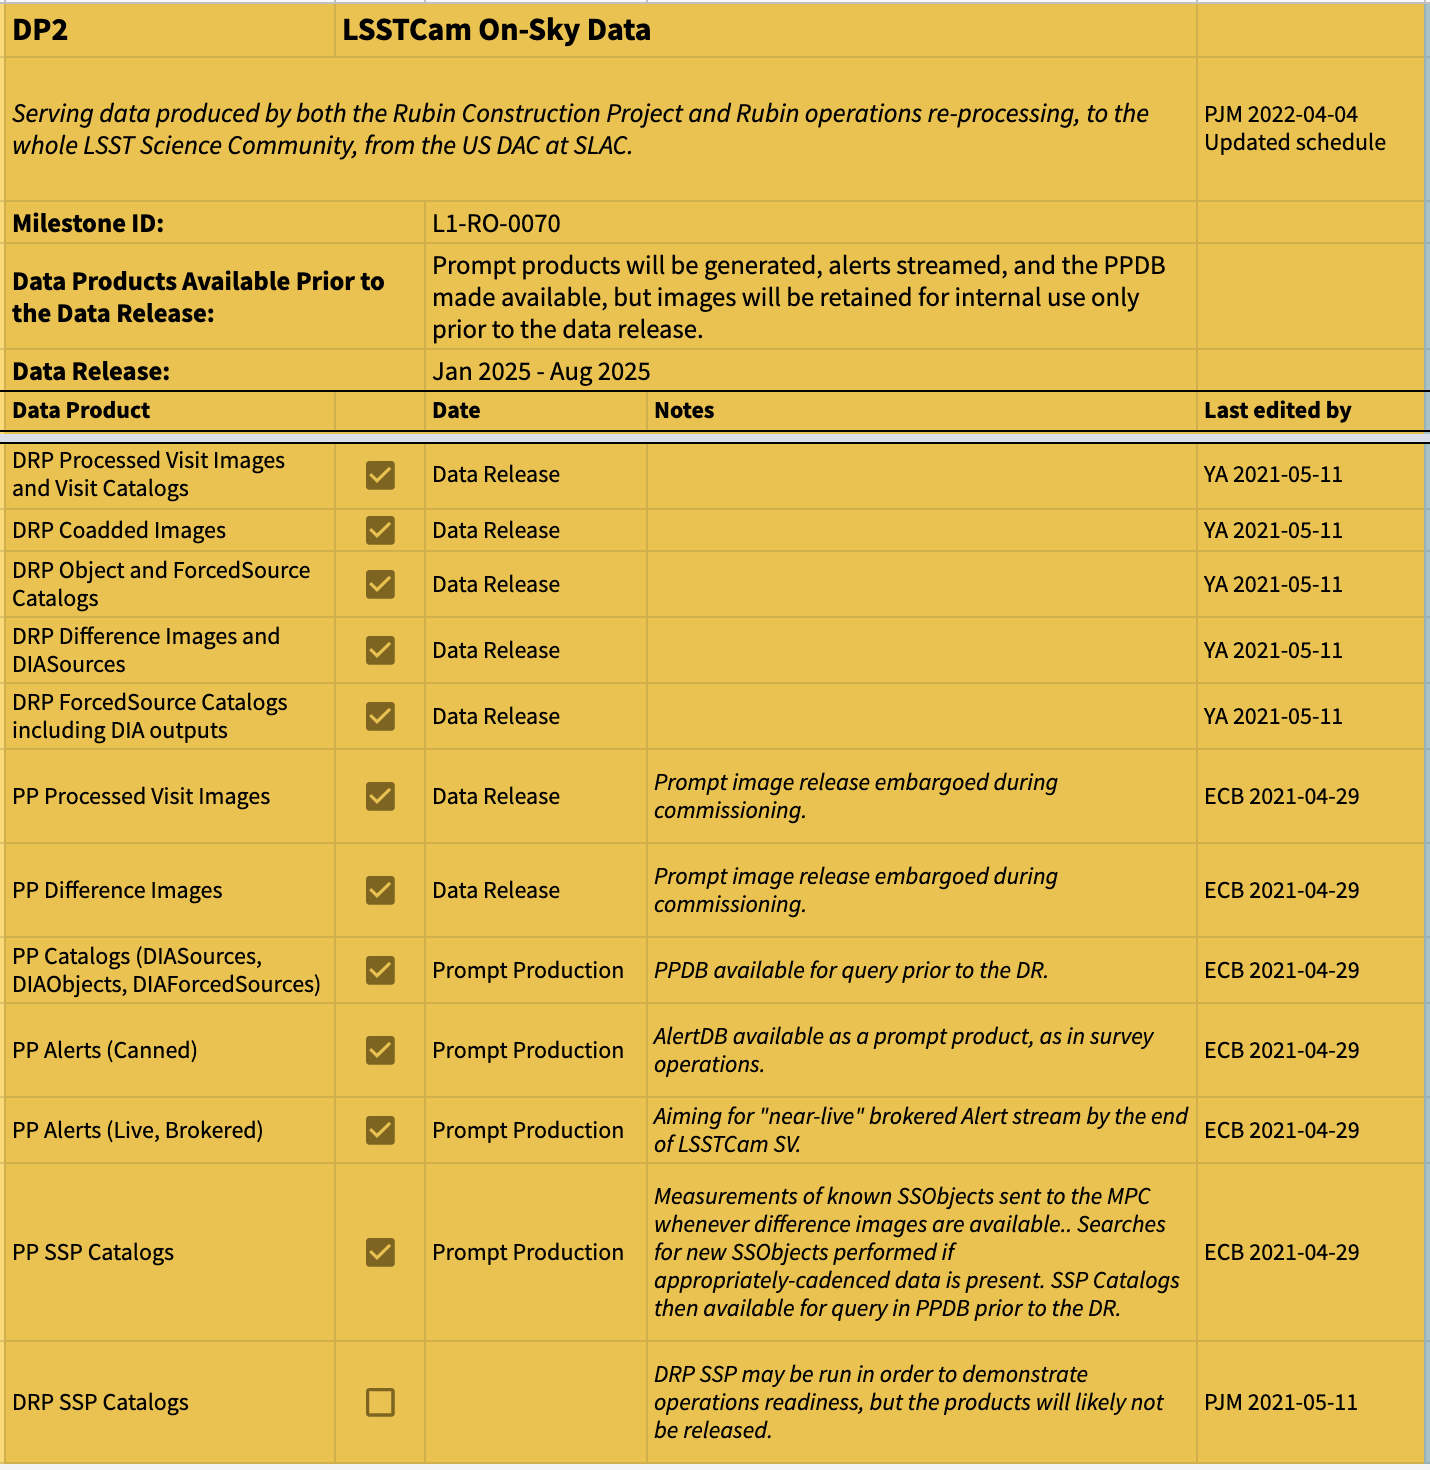 DP2 LSSTCam On-Sky Data
Serving data produced by both the Rubin Construction Project and Rubin operations re-processing, to the
whole LSST Science Community, from the US DAC at SLAC.
PJM 2022-04-04
Updated schedule
Milestone ID: L1-RO-0070
Data Products Available Prior to
the Data Release:
Prompt products will be generated, alerts streamed, and the PPDB
made available, but images will be retained for internal use only
prior to the data release.
Data Release: Jan 2025 - Aug 2025
Data Product Date Notes Last edited by
DRP Processed Visit Images
and Visit Catalogs
Data Release
YA 2021-05-11
DRP Coadded Images Data Release YA 2021-05-11
DRP Object and ForcedSource
Catalogs
Data Release
YA 2021-05-11
DRP Difference Images and
DIASources
Data Release
YA 2021-05-11
DRP ForcedSource Catalogs
including DIA outputs
Data Release
YA 2021-05-11
PP Processed Visit Images
Data Release
Prompt image release embargoed during
commissioning.
ECB 2021-04-29
PP Difference Images
Data Release
Prompt image release embargoed during
commissioning.
ECB 2021-04-29
PP Catalogs (DIASources,
DIAObjects, DIAForcedSources)
Prompt Production
PPDB available for query prior to the DR.
ECB 2021-04-29
PP Alerts (Canned)
Prompt Production
AlertDB available as a prompt product, as in survey
operations.
ECB 2021-04-29
PP Alerts (Live, Brokered)
Prompt Production
Aiming for "near-live" brokered Alert stream by the end
of LSSTCam SV.
ECB 2021-04-29
PP SSP Catalogs
Prompt Production
Measurements of known SSObjects sent to the MPC
whenever difference images are available.. Searches
for new SSObjects performed if
appropriately-cadenced data is present. SSP Catalogs
then available for query in PPDB prior to the DR.
ECB 2021-04-29
DRP SSP Catalogs
DRP SSP may be run in order to demonstrate
operations readiness, but the products will likely not
be released.
PJM 2021-05-11